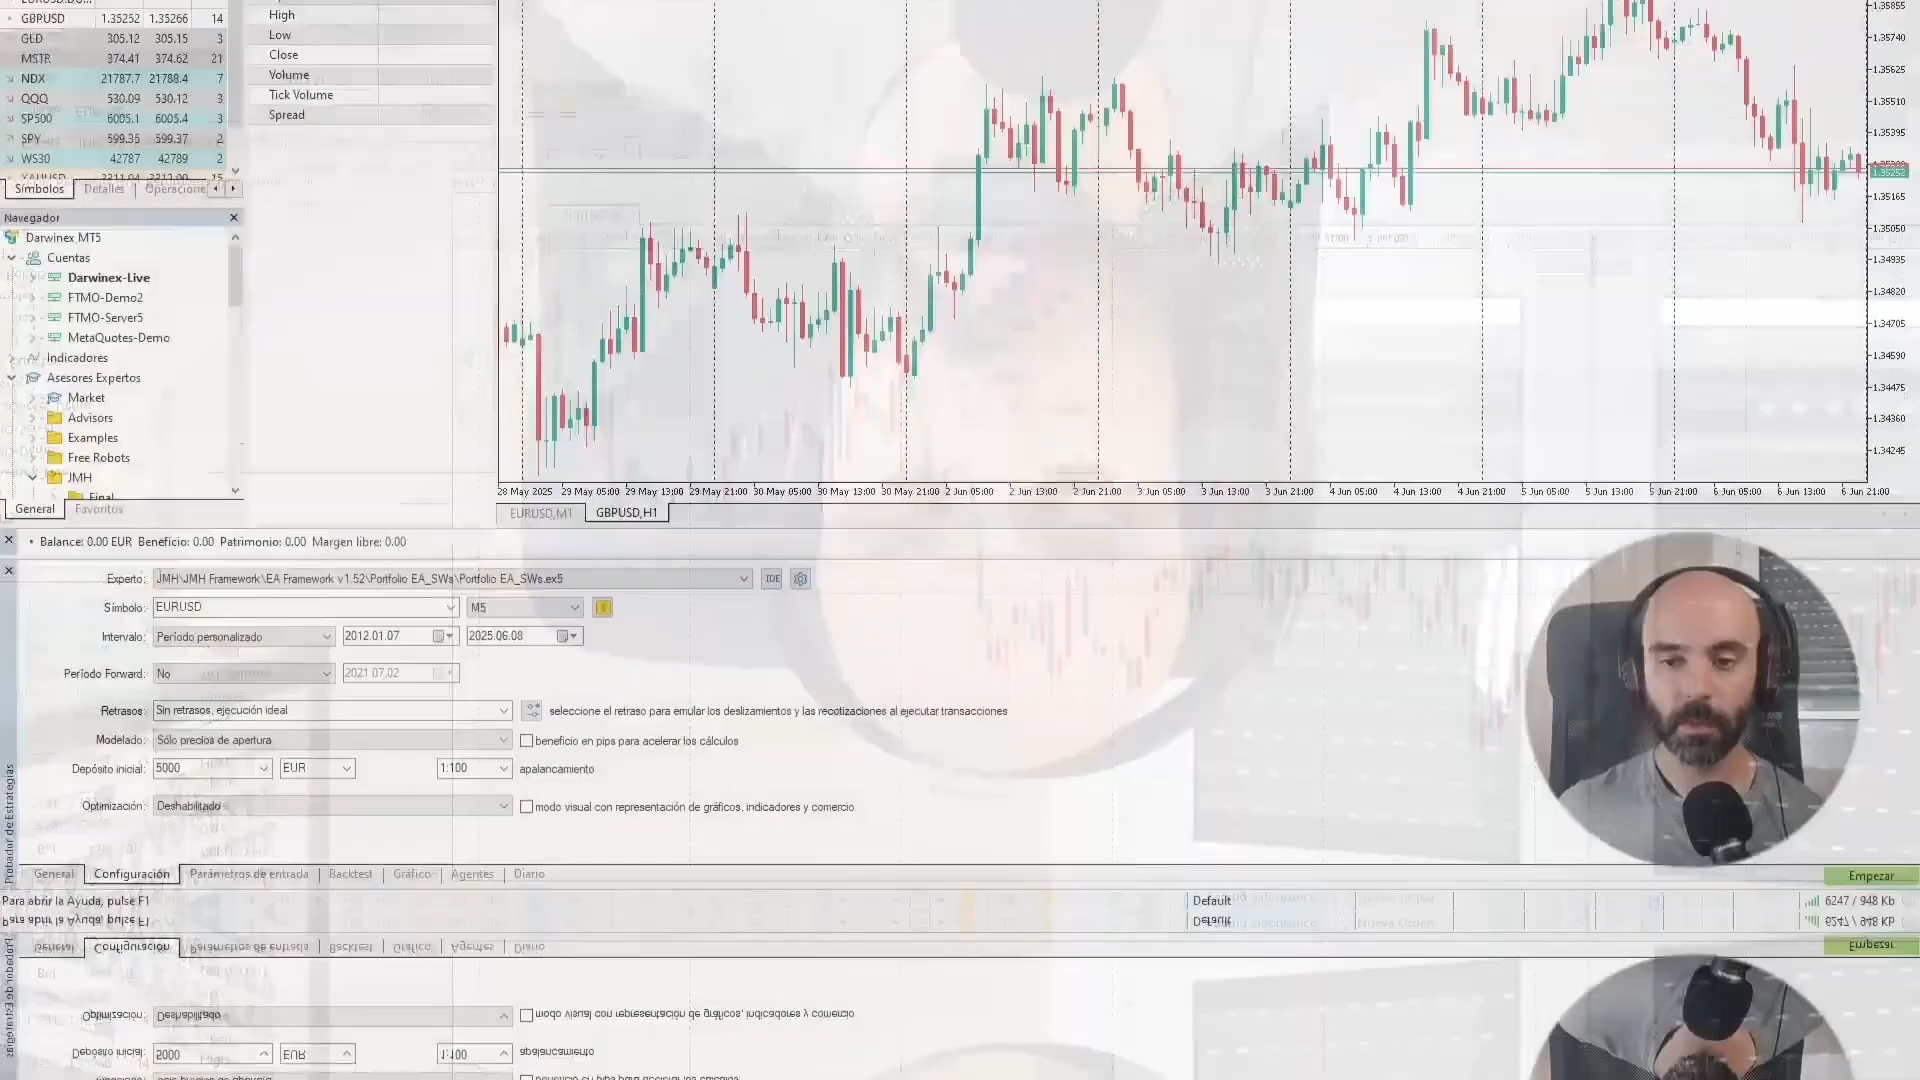 GBPUSD 1.35252 1.35266 14
GLD 305.12 305.15 3
MSTR 374.41 374.62 21
NDX 21787.7 21788.4 7
QQQ 530.09 530.12 3
SP500 6005.1 6005.4 3
SPY 599.35 599.37 2
WS30 42787 42789 2
Símbolos Detalles Operacione
High
Low
Close
Volume
Tick Volume
Spread
Navegador
Darwinex MT5
Cuentas
Darwinex-Live
FTMO-Demo2
FTMO-Server5
MetaQuotes-Demo
Indicadores
Asesores Expertos
Market
Advisors
Examples
Free Robots
JMH
Final
General Favoritos
1.35855
1.35740
1.35625
1.35510
1.35395
1.35252
1.35165
1.35050
1.34935
1.34820
1.34705
1.34590
1.34475
1.34360
1.34245
28 May 2025 29 May 05:00 29 May 13:00 29 May 21:00 30 May 05:00 30 May 13:00 30 May 21:00 2 Jun 05:00 2 Jun 13:00 2 Jun 21:00 3 Jun 05:00 3 Jun 13:00 3 Jun 21:00 4 Jun 05:00 4 Jun 13:00 4 Jun 21:00 5 Jun 05:00 5 Jun 13:00 5 Jun 21:00 6 Jun 05:00 6 Jun 13:00 6 Jun 21:00
EURUSD,M1 GBPUSD,H1
• Balance: 0.00 EUR Beneficio: 0.00 Patrimonio: 0.00 Margen libre: 0.00
Experto: JMH\JMH Framework\EA Framework v1.52\Portfolio EA_SWs\Portfolio EA_SWs.ex5 IDE
Símbolo: EURUSD M5
Intervalo: Período personalizado 2012.01.07 2025.06.08
Período Forward: No 2021.07.02
Retrasos: Sin retrasos, ejecución ideal seleccione el retraso para emular los deslizamientos y las recotizaciones al ejecutar transacciones
Modelado: Sólo precios de apertura beneficio en pips para acelerar los cálculos
Depósito inicial: 5000 EUR 1:100 apalancamiento
Optimización: Deshabilitado modo visual con representación de gráficos, indicadores y comercio
Probador de Estrategias
General Configuración Parámetros de entrada Backtest Gráfico Agentes Diario
Empezar
Para abrir la Ayuda, pulse F1 Default 6247 / 948 Kb